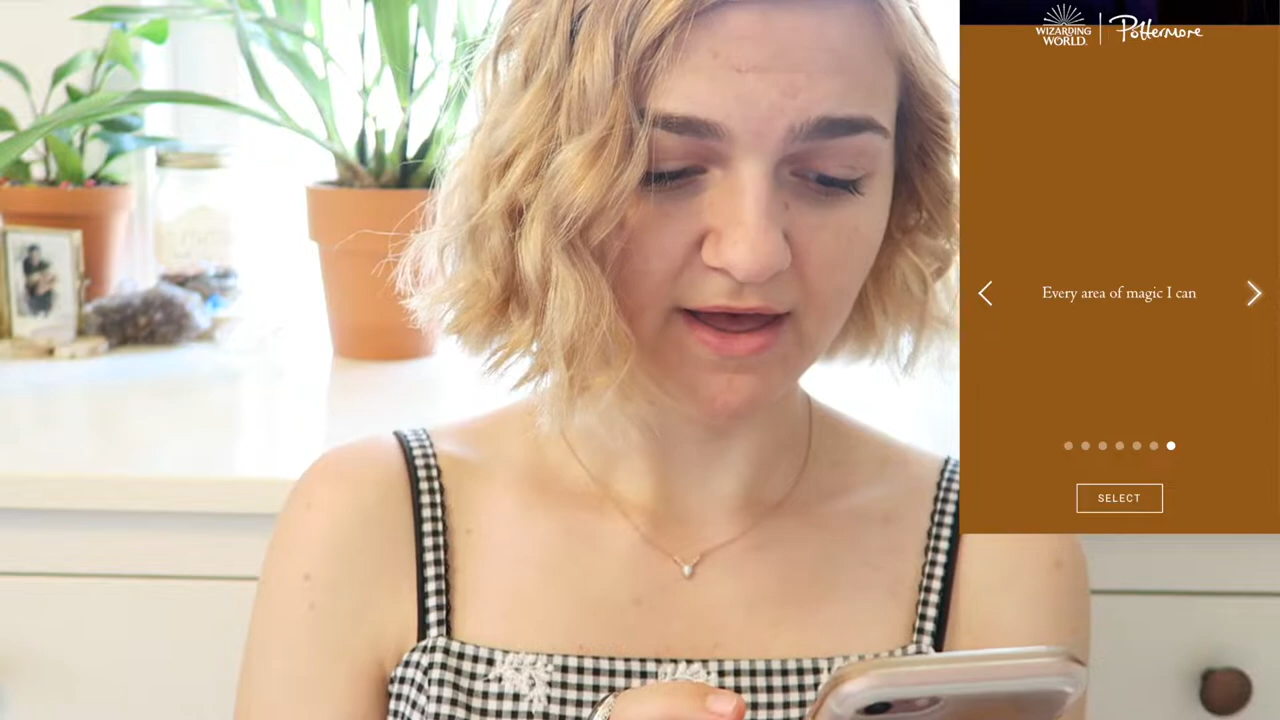 WIZARDING
WORLD.
Pottermore
Every area of magic I can
SELECT